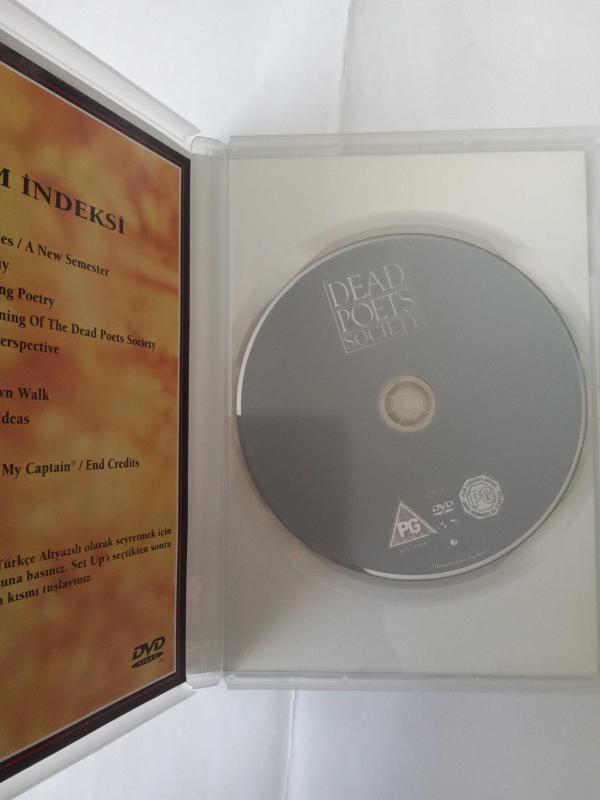 M İNDEKSİ
es / A New Semester
y
ng Poetry
ning Of The Dead Poets Society
erspective
wn Walk
Ideas
My Captain" / End Credits
Türkçe Altyazılı olarak seyretmek için
una basınız. Set Up'ı seçtikten sonra
kısmı tuşlayınız.
DVD
VIDEO
DEAD
POETS
SOCIETY
PG
DVD
PG